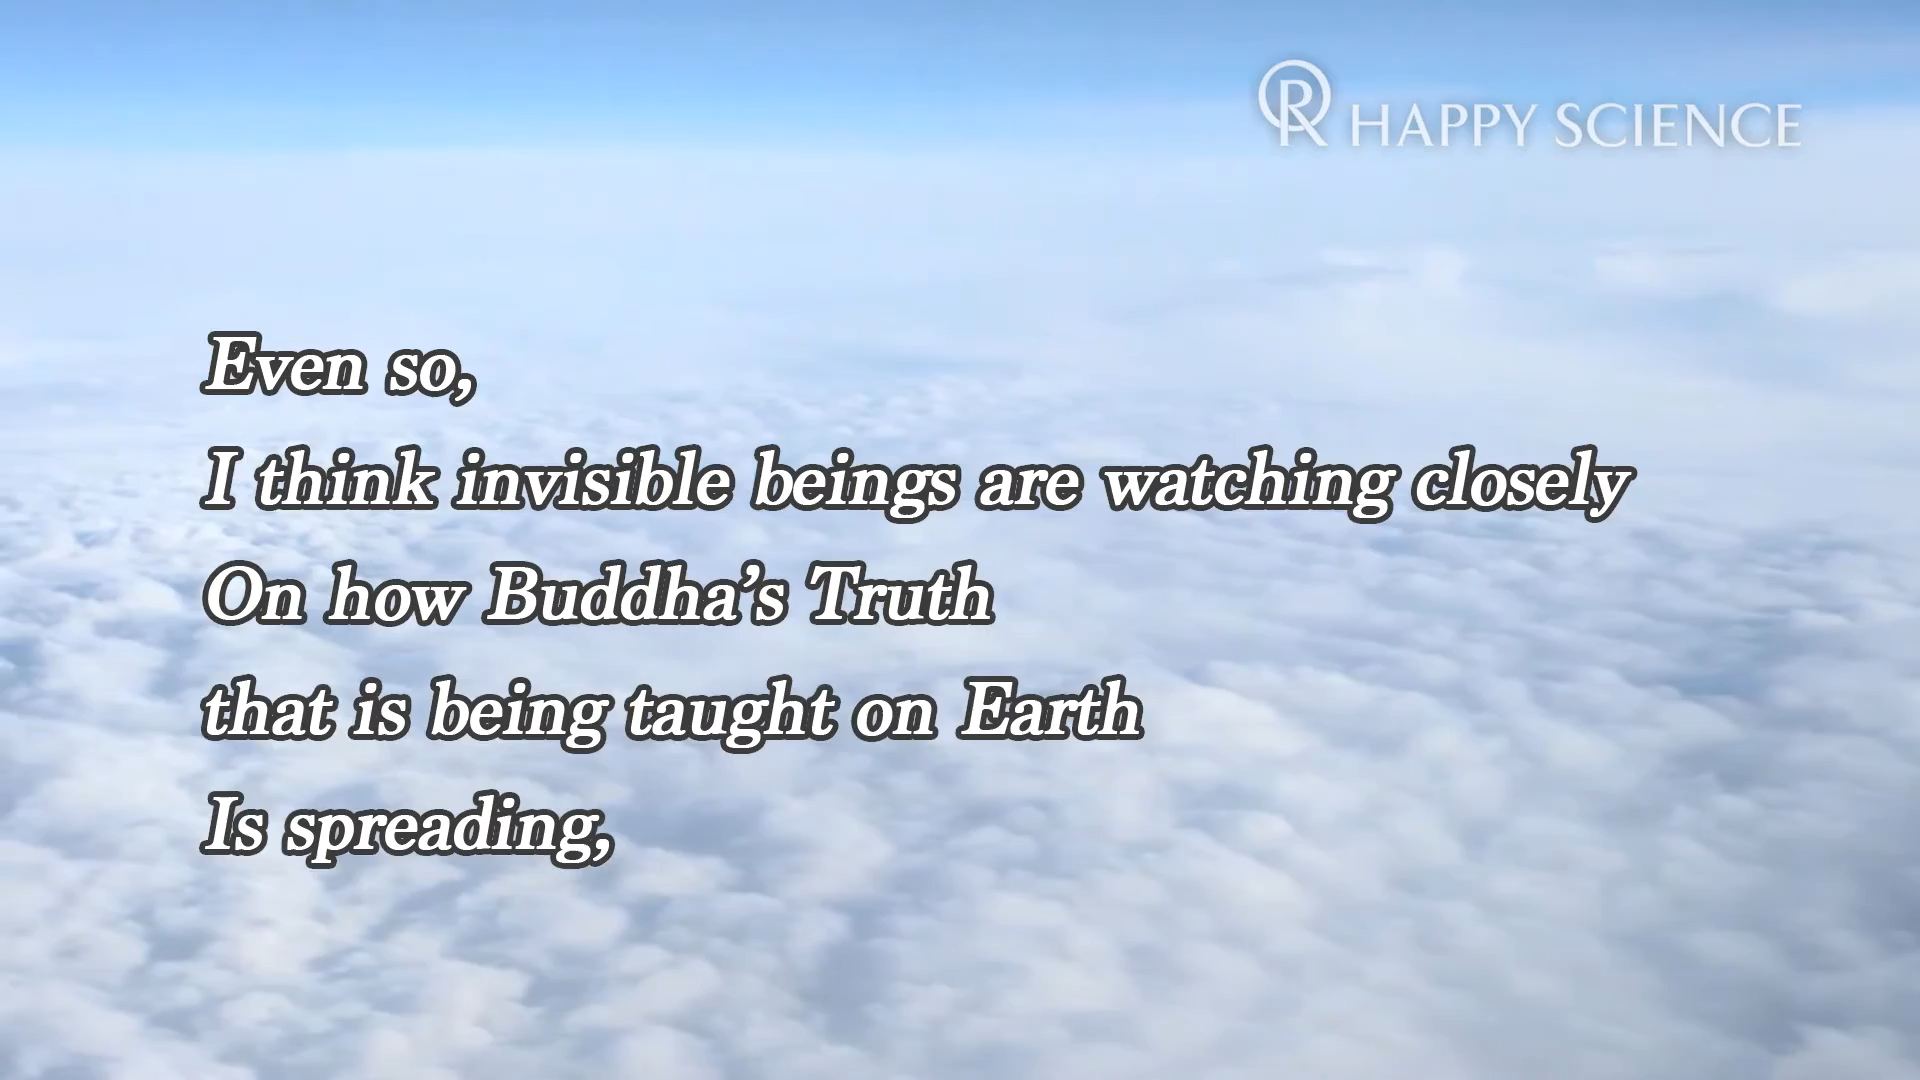 HAPPY SCIENCE
Even so,
I think invisible beings are watching closely
On how Buddha's Truth
that is being taught on Earth
Is spreading,